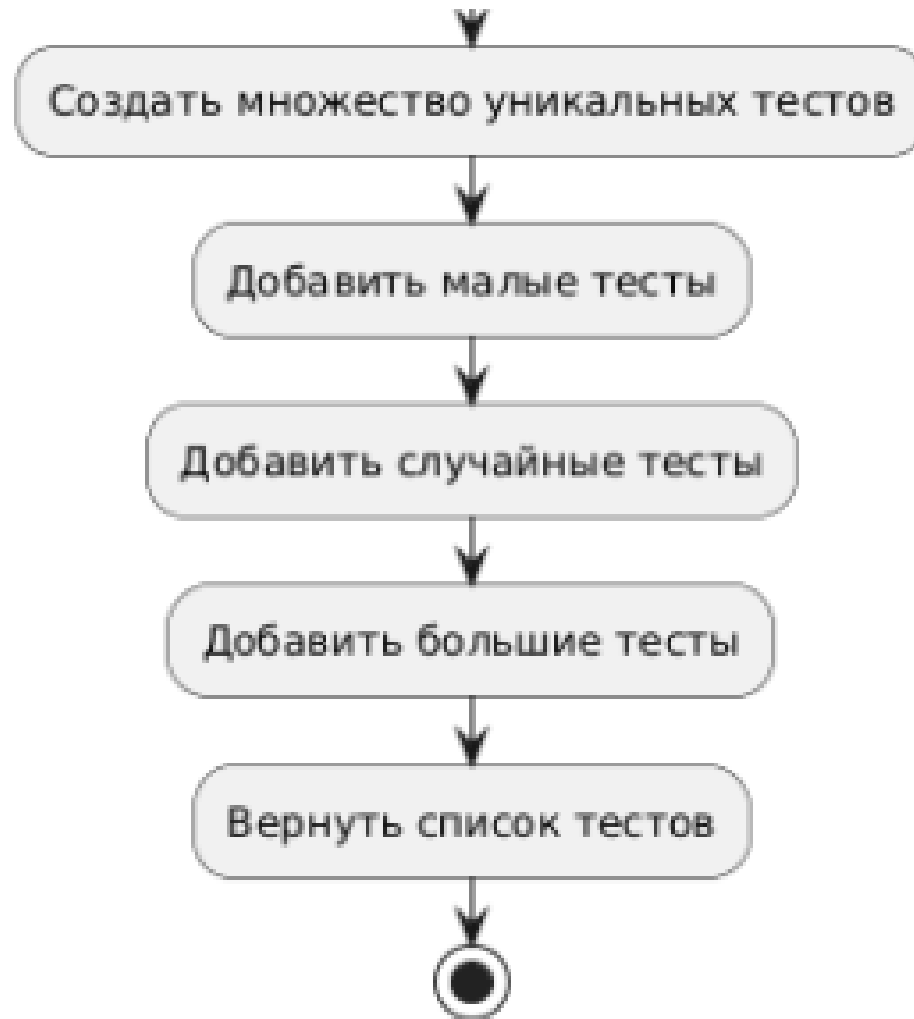 Создать множество уникальных тестов
Добавить малые тесты
Добавить случайные тесты
Добавить большие тесты
Вернуть список тестов